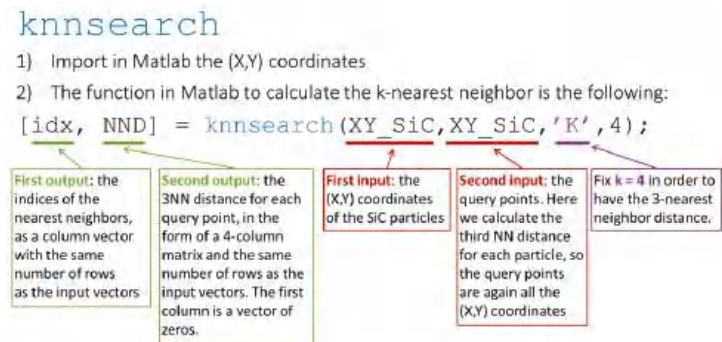 knnsearch
1) Import in Matlab the (X,Y) coordinates
2) The function in Matlab to calculate the k-nearest neighbor is the following:
[idx, NND] = knnsearch(XY_SiC,XY_SiC,'K',4);
First output: the
indices of the
nearest neighbors,
as a column vector
with the same
number of rows
as the input vectors
Second output: the
3NN distance for each
query point, in the
form of a 4-column
matrix and the same
number of rows as the
input vectors. The first
column is a vector of
zeros.
First input: the
(X,Y) coordinates
of the SiC particles
Second input: the
query points. Here
we calculate the
third NN distance
for each particle, so
the query points
are again all the
(X,Y) coordinates
Fix k = 4 in order to
have the 3-nearest
neighbor distance.